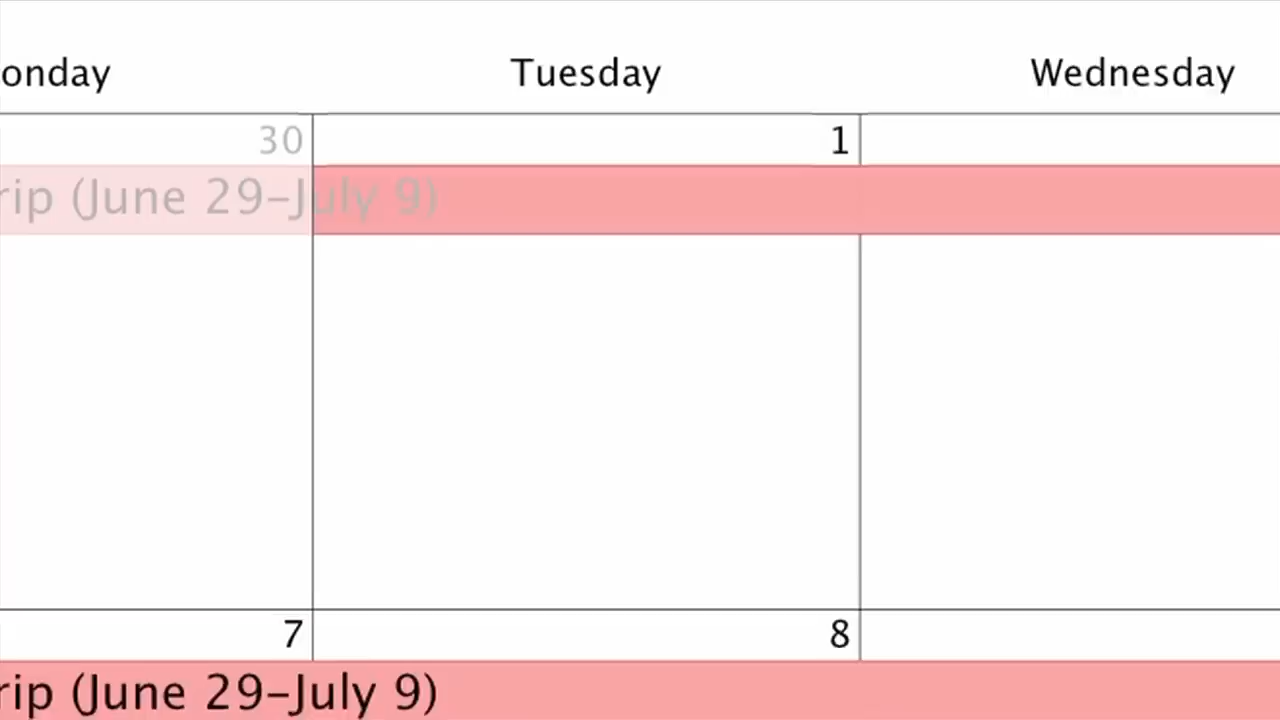 onday Tuesday Wednesday
30 1
rip (June 29–July 9)
7 8
rip (June 29–July 9)